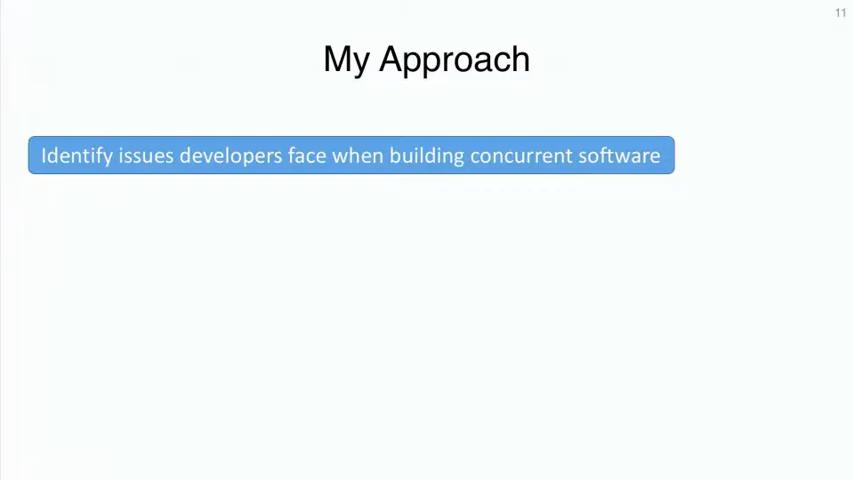 11
My Approach
Identify issues developers face when building concurrent software